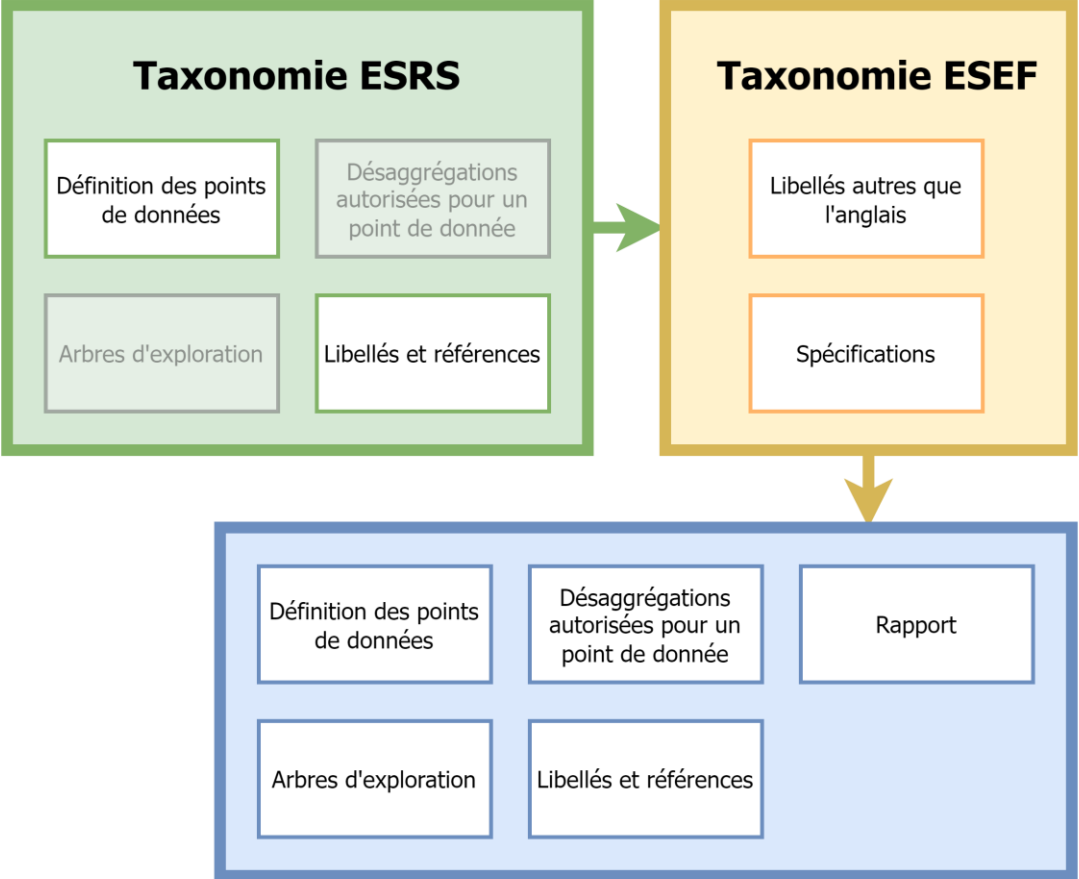 Taxonomie ESRS
Définition des points
de données
Désaggrégations
autorisées pour un
point de donnée
Arbres d'exploration
Libellés et références
Taxonomie ESEF
Libellés autres que
l'anglais
Spécifications
Définition des points
de données
Désaggrégations
autorisées pour un
point de donnée
Rapport
Arbres d'exploration
Libellés et références